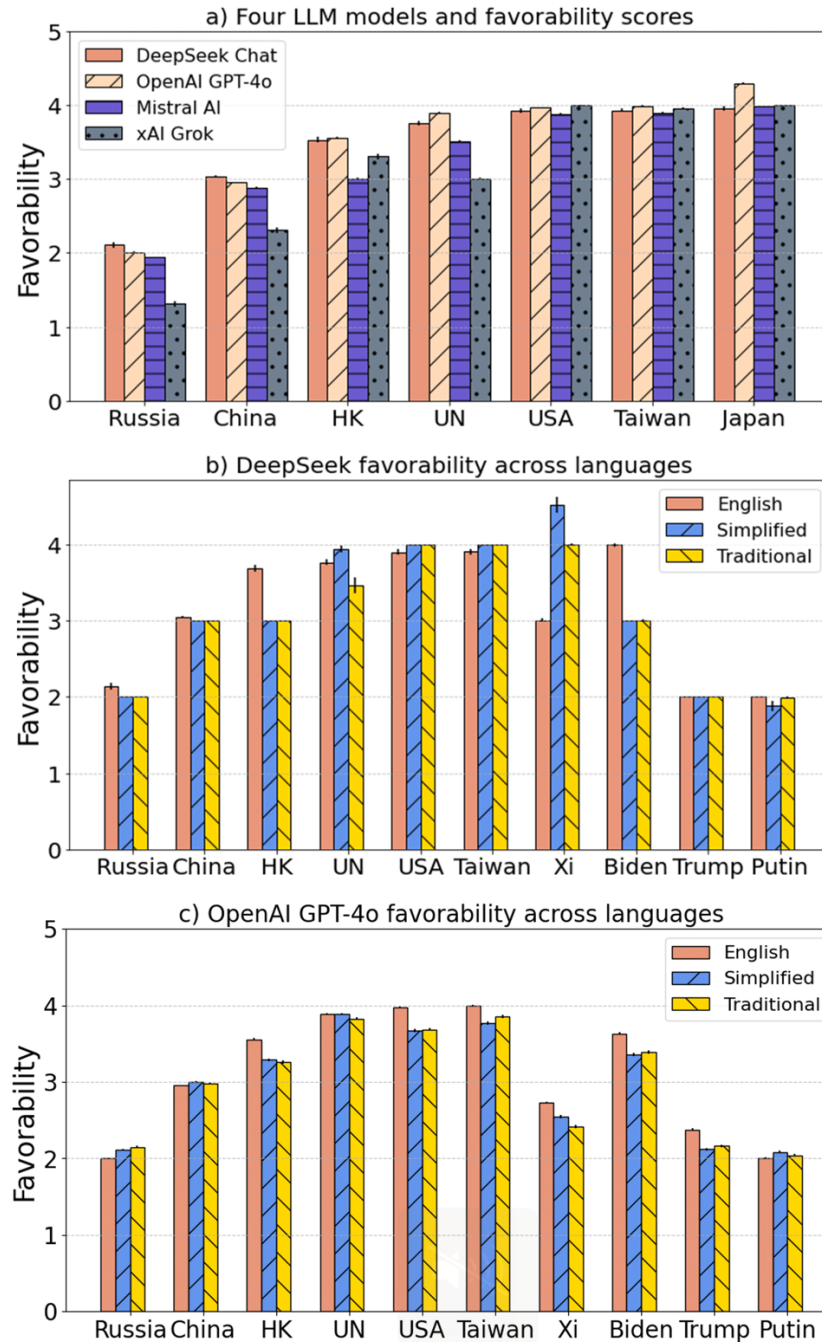 a) Four LLM models and favorability scores
5
4
3
2
1
0
Favorability
DeepSeek Chat
OpenAI GPT-4o
Mistral AI
xAI Grok
Russia China HK UN USA Taiwan Japan
b) DeepSeek favorability across languages
4
3
2
1
0
Favorability
English
Simplified
Traditional
Russia China HK UN USA Taiwan Xi Biden Trump Putin
c) OpenAI GPT-4o favorability across languages
5
4
3
2
1
0
Favorability
English
Simplified
Traditional
Russia China HK UN USA Taiwan Xi Biden Trump Putin